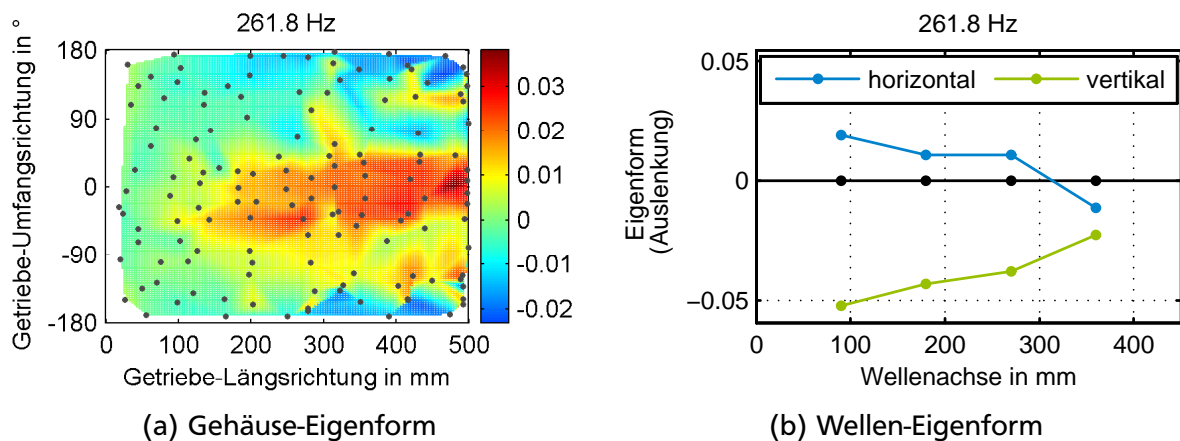 261.8 Hz
Getriebe-Umfangsrichtung in °
180
90
0
-90
-180
0 100 200 300 400 500
Getriebe-Längsrichtung in mm
0.03
0.02
0.01
0
-0.01
-0.02
(a) Gehäuse-Eigenform
261.8 Hz
Eigenform
(Auslenkung)
0.05
0
−0.05
horizontal vertikal
0 100 200 300 400
Wellenachse in mm
(b) Wellen-Eigenform